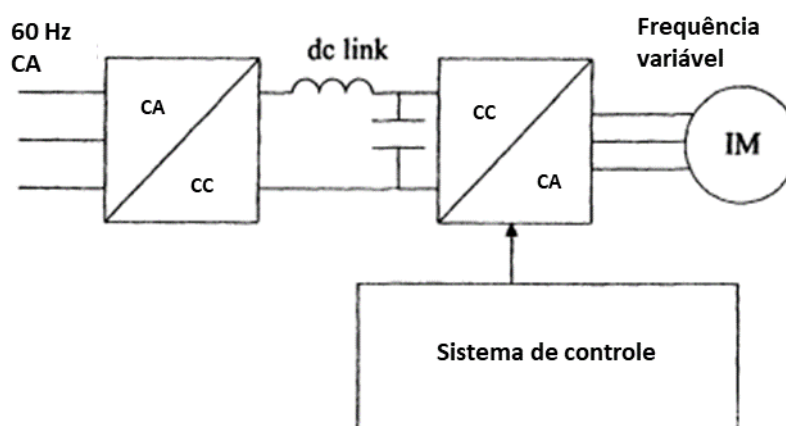 60 Hz
CA
dc link
Frequência
variável
CA
CC
CC
CA
IM
Sistema de controle